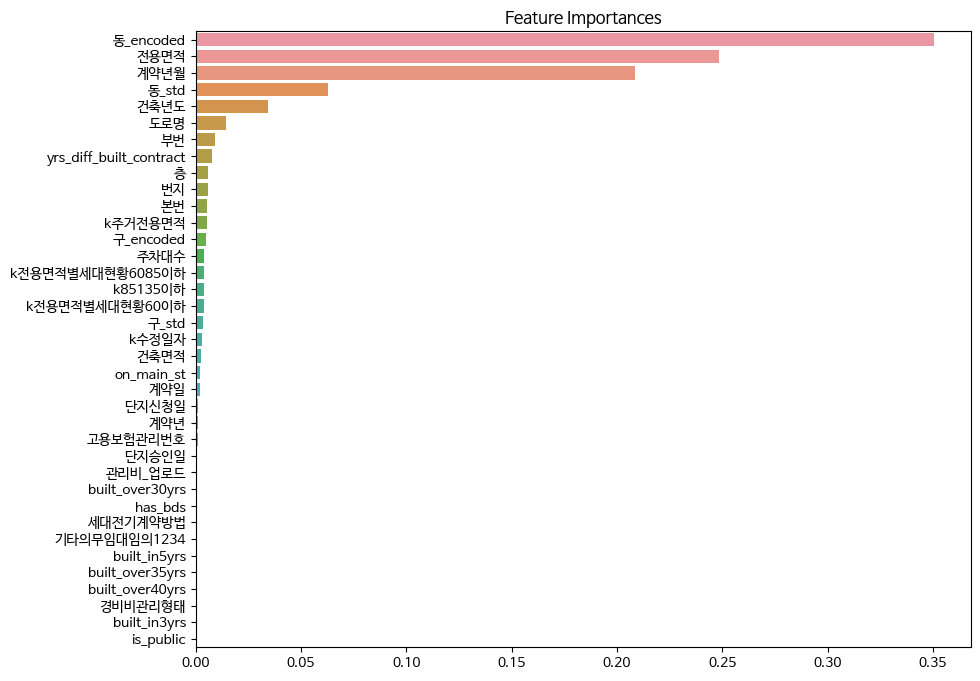 Feature Importances
동_encoded
전용면적
계약년월
동_std
건축년도
도로명
부번
yrs_diff_built_contract
층
번지
본번
k주거전용면적
구_encoded
주차대수
k전용면적별세대현황6085이하
k85135이하
k전용면적별세대현황60이하
구_std
k수정일자
건축면적
on_main_st
계약일
단지신청일
계약년
고용보험관리번호
단지승인일
관리비_업로드
built_over30yrs
has_bds
세대전기계약방법
기타의무임대임의1234
built_in5yrs
built_over35yrs
built_over40yrs
경비비관리형태
built_in3yrs
is_public
0.00 0.05 0.10 0.15 0.20 0.25 0.30 0.35